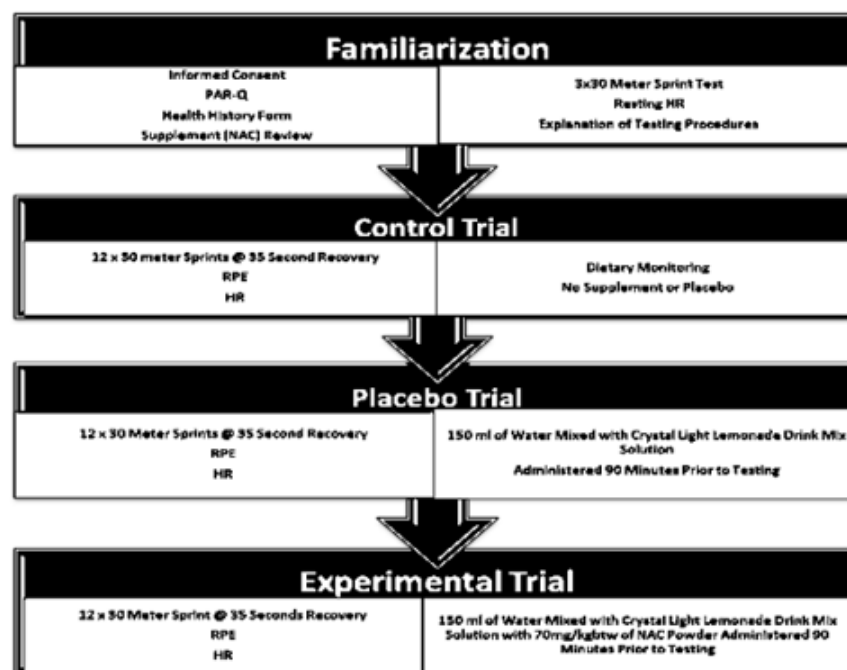 Familiarization
Informed Consent
PAR-Q
Health History Form
Supplement (NAC) Review
3x30 Meter Sprint Test
Resting HR
Explanation of Testing Procedures
Control Trial
12 x 30 meter Sprints @ 35 Second Recovery
RPE
HR
Dietary Monitoring
No Supplement or Placebo
Placebo Trial
12 x 30 Meter Sprints @ 35 Second Recovery
RPE
HR
150 ml of Water Mixed with Crystal Light Lemonade Drink Mix
Solution
Administered 90 Minutes Prior to Testing
Experimental Trial
12 x 30 Meter Sprint @ 35 Seconds Recovery
RPE
HR
150 ml of Water Mixed with Crystal Light Lemonade Drink Mix
Solution with 70mg/kgbtw of NAC Powder Administered 90
Minutes Prior to Testing